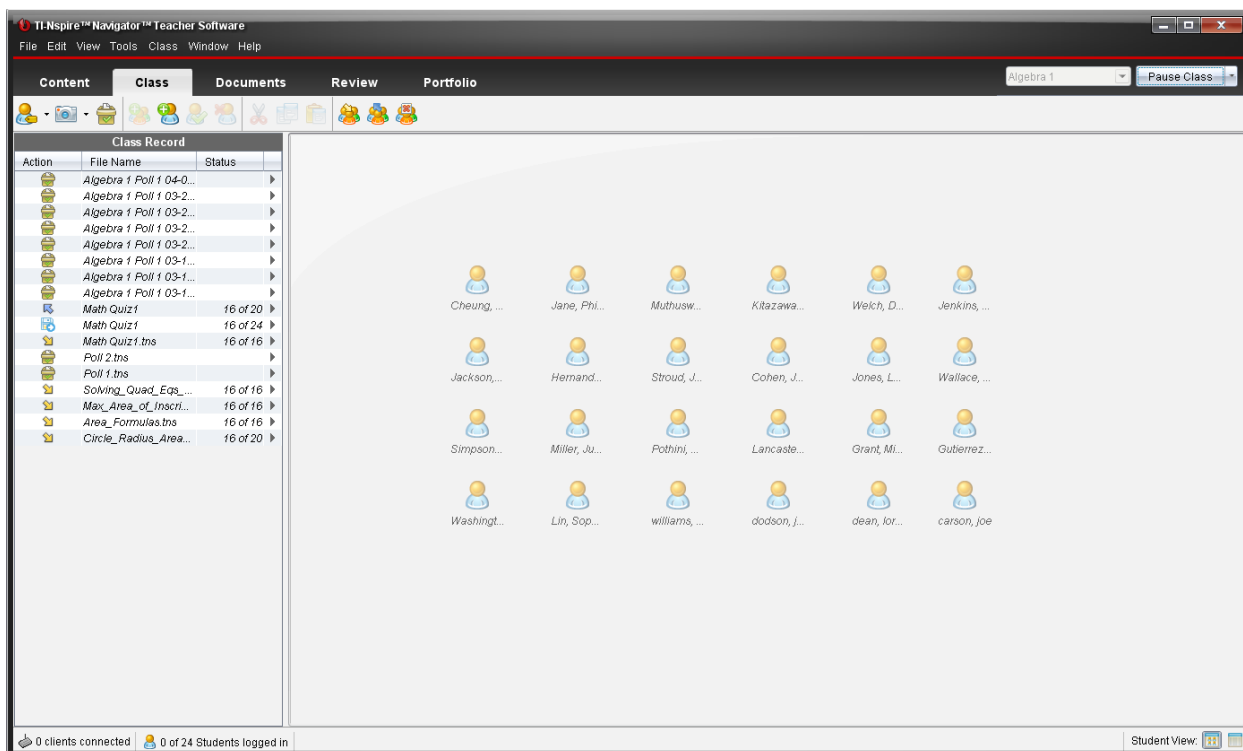 TI-Nspire™ Navigator™ Teacher Software
File Edit View Tools Class Window Help
Content Class Documents Review Portfolio
Algebra 1 Pause Class
Class Record
Action File Name Status
Algebra 1 Poll 1 04-0...
Algebra 1 Poll 1 03-2...
Algebra 1 Poll 1 03-2...
Algebra 1 Poll 1 03-2...
Algebra 1 Poll 1 03-2...
Algebra 1 Poll 1 03-1...
Algebra 1 Poll 1 03-1...
Algebra 1 Poll 1 03-1...
Math Quiz1 16 of 20
Math Quiz1 16 of 24
Math Quiz1.tns 16 of 16
Poll 2.tns
Poll 1.tns
Solving_Quad_Eqs_... 16 of 16
Max_Area_of_Inscri... 16 of 16
Area_Formulas.tns 16 of 16
Circle_Radius_Area... 16 of 20
Cheung, ... Jane, Phi... Muthusw... Kitazawa... Welch, D... Jenkins, ...
Jackson,... Hernand... Stroud, J... Cohen, J... Jones, L... Wallace, ...
Simpson... Miller, Ju... Pothini, ... Lancaste... Grant, Mi... Gutierrez...
Washingt... Lin, Sop... williams, ... dodson, j... dean, lor... carson, joe
0 clients connected 0 of 24 Students logged in Student View: